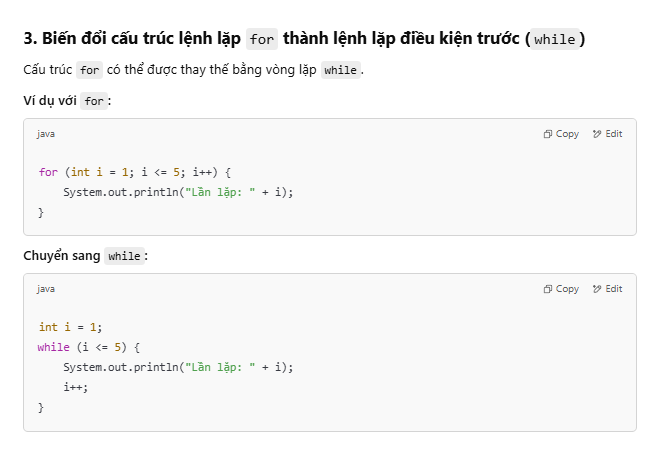 3. Biến đổi cấu trúc lệnh lặp for thành lệnh lặp điều kiện trước (while)
Cấu trúc for có thể được thay thế bằng vòng lặp while.
Ví dụ với for:
java Copy Edit
for (int i = 1; i <= 5; i++) {
    System.out.println("Lần lặp: " + i);
}
Chuyển sang while:
java Copy Edit
int i = 1;
while (i <= 5) {
    System.out.println("Lần lặp: " + i);
    i++;
}